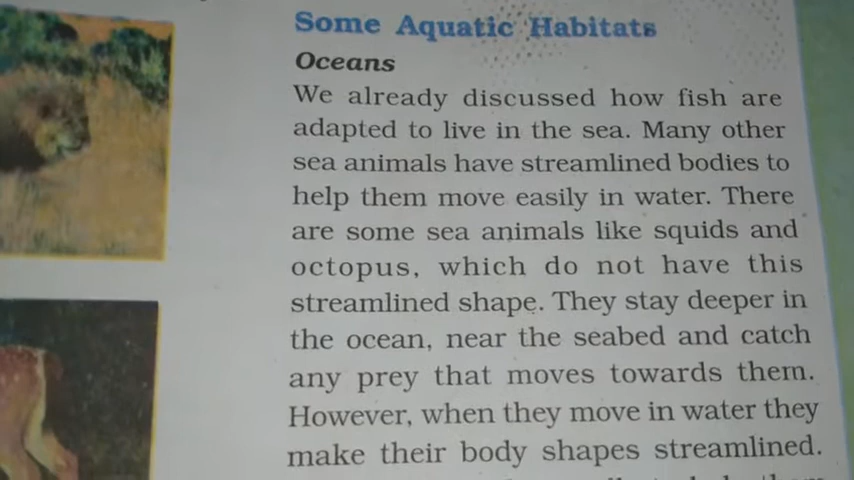 Some Aquatic Habitats
Oceans
We already discussed how fish are
adapted to live in the sea. Many other
sea animals have streamlined bodies to
help them move easily in water. There
are some sea animals like squids and
octopus, which do not have this
streamlined shape. They stay deeper in
the ocean, near the seabed and catch
any prey that moves towards them.
However, when they move in water they
make their body shapes streamlined.